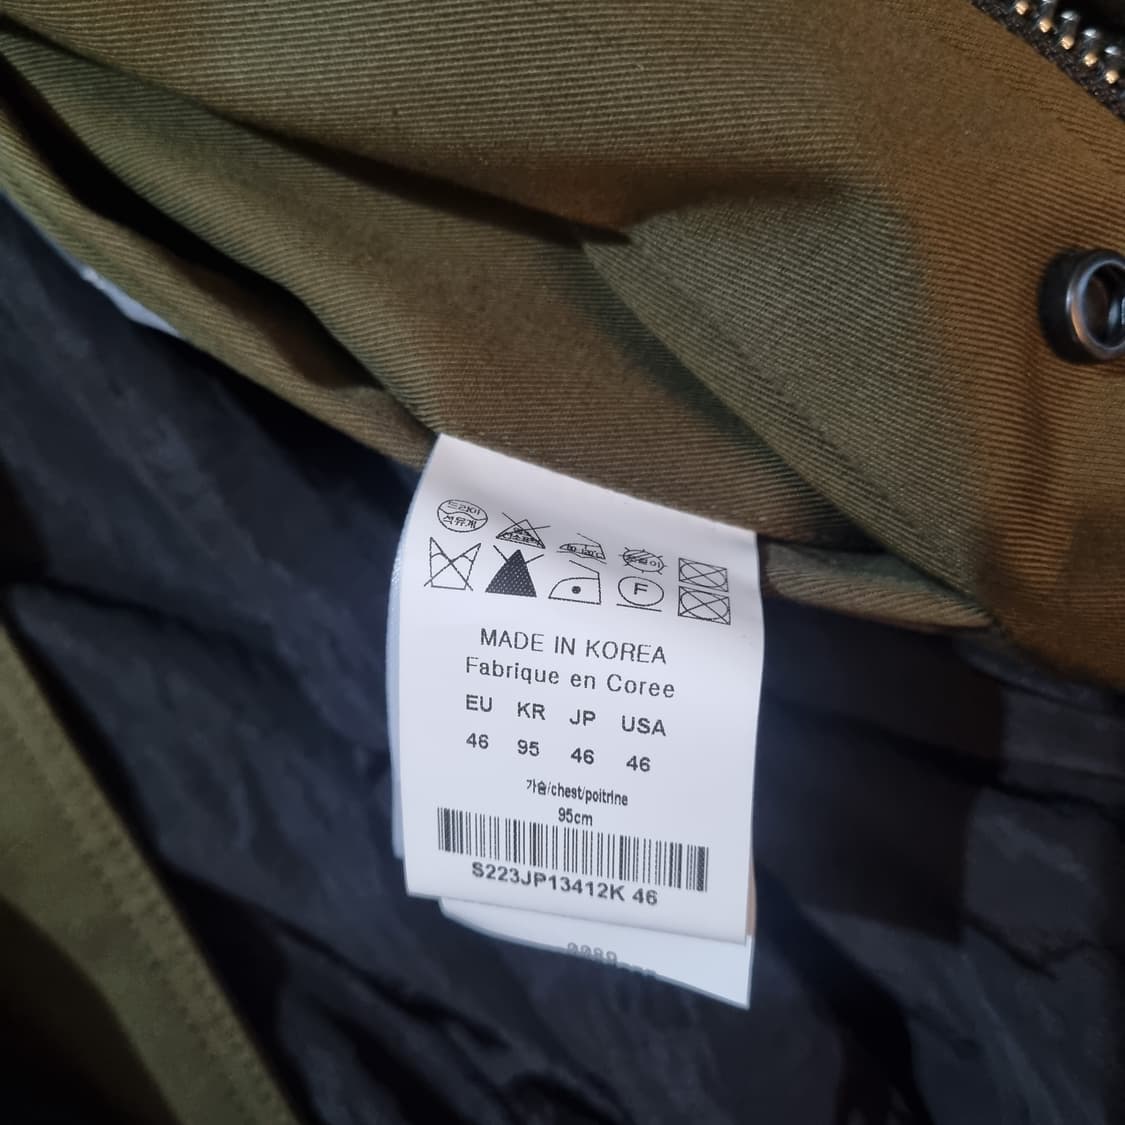 드라이
석유계
F
MADE IN KOREA
Fabrique en Coree
EU KR JP USA
46 95 46 46
가슴/chest/poitrine
95cm
S223JP13412K 46